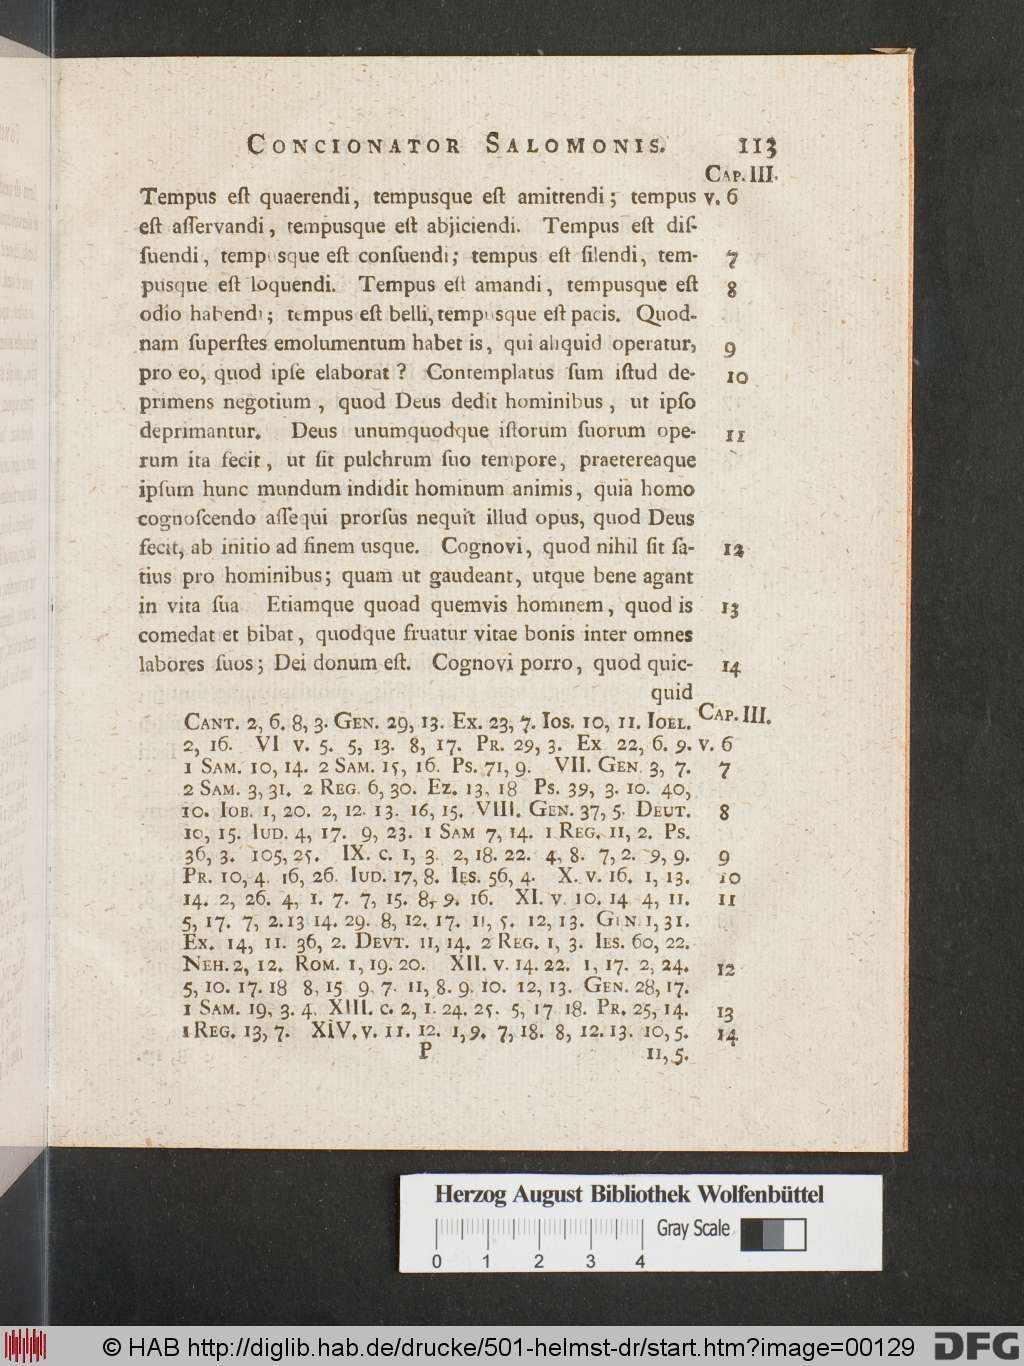 CONCIONATOR SALOMONIS. 113
CAP. III.
Tempus eſt quaerendi, tempusque eſt amittendi; tempus v. 6
eſt aſſervandi, tempusque eſt abjiciendi. Tempus eſt diſ-
ſuendi, tempusque eſt conſuendi; tempus eſt ſilendi, tem- 7
pusque eſt loquendi. Tempus eſt amandi, tempusque eſt 8
odio habendi; tempus eſt belli, tempusque eſt pacis. Quod-
nam ſuperſtes emolumentum habet is, qui aliquid operatur, 9
pro eo, quod ipſe elaborat? Contemplatus ſum iſtud de- 10
primens negotium, quod Deus dedit hominibus, ut ipſo
deprimantur. Deus unumquodque iſtorum ſuorum ope- 11
rum ita fecit, ut ſit pulchrum ſuo tempore, praetereaque
ipſum hunc mundum indidit hominum animis, quia homo
cognoſcendo aſſequi prorſus nequit illud opus, quod Deus
fecit, ab initio ad finem usque. Cognovi, quod nihil ſit ſa- 12
tius pro hominibus; quam ut gaudeant, utque bene agant
in vita ſua Etiamque quoad quemvis hominem, quod is 13
comedat et bibat, quodque fruatur vitae bonis inter omnes
labores ſuos; Dei donum eſt. Cognovi porro, quod quic- 14
quid
CANT. 2, 6. 8, 3. GEN. 29, 13. EX. 23, 7. IOS. 10, 11. IOEL. CAP. III.
2, 16. VI v. 5. 5, 13. 8, 17. PR. 29, 3. EX 22, 6. 9. v. 6
1 SAM. 10, 14. 2 SAM. 15, 16. PS. 71, 9. VII. GEN. 3, 7. 7
2 SAM. 3, 31. 2 REG. 6, 30. EZ. 13, 18 PS. 39, 3. 10. 40,
10. IOB. 1, 20. 2, 12. 13. 16, 15. VIII. GEN. 37, 5. DEUT. 8
10, 15. IUD. 4, 17. 9, 23. 1 SAM 7, 14. 1 REG. 11, 2. PS.
36, 3. 105, 25. IX. c. 1, 3. 2, 18. 22. 4, 8. 7, 2. 9, 9. 9
PR. 10, 4. 16, 26. IUD. 17, 8. IES. 56, 4. X. v. 16. 1, 13. 10
14. 2, 26. 4, 1. 7. 7, 15. 8, 9. 16. XI. v. 10. 14 4, 11. 11
5, 17. 7, 2. 13 14. 29. 8, 12. 17. 11, 5. 12, 13. GEN. 1, 31.
EX. 14, 11. 36, 2. DEVT. 11, 14. 2 REG. 1, 3. IES. 60, 22.
NEH. 2, 12. ROM. 1, 19. 20. XII. v. 14. 22. 1, 17. 2, 24. 12
5, 10. 17. 18 8, 15 9, 7. 11, 8. 9. 10. 12, 13. GEN. 28, 17.
1 SAM. 19, 3. 4. XIII. c. 2, 1. 24. 25. 5, 17 18. PR. 25, 14. 13
1 REG. 13, 7. XIV. v. 11. 12. 1, 9. 7, 18. 8, 12. 13. 10, 5. 14
P 11, 5.
Herzog August Bibliothek Wolfenbüttel
Gray Scale
0 1 2 3 4
© HAB http://diglib.hab.de/drucke/501-helmst-dr/start.htm?image=00129 DFG